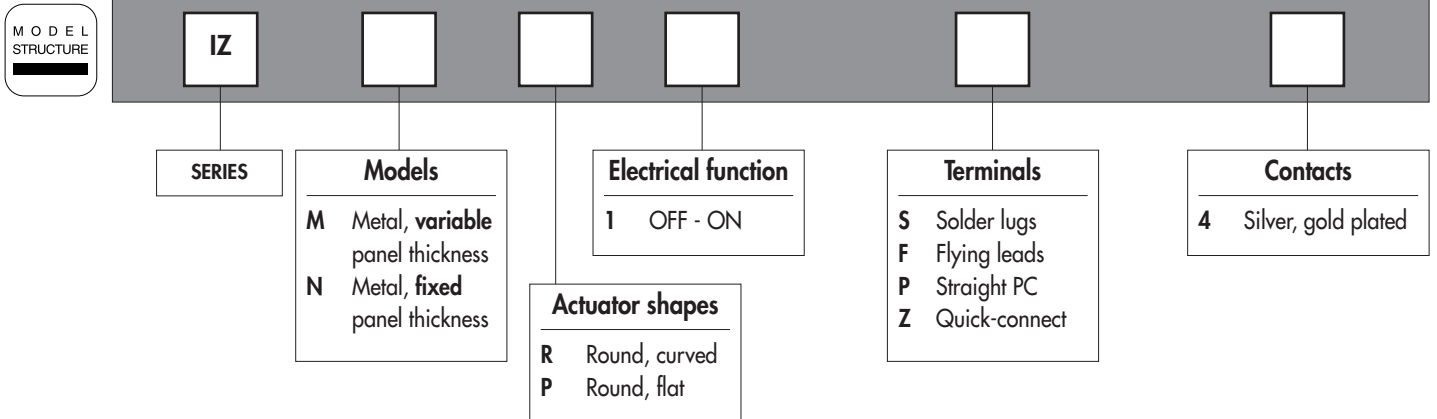 MODEL
STRUCTURE
IZ
SERIES
Models
M Metal, variable
panel thickness
N Metal, fixed
panel thickness
Actuator shapes
R Round, curved
P Round, flat
Electrical function
1 OFF - ON
Terminals
S Solder lugs
F Flying leads
P Straight PC
Z Quick-connect
Contacts
4 Silver, gold plated